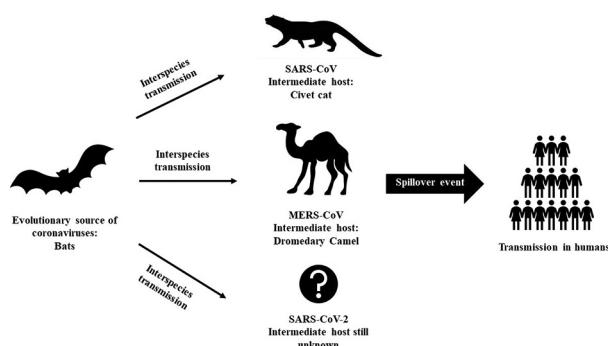 Interspecies
transmission
SARS-CoV
Intermediate host:
Civet cat
Evolutionary source of
coronaviruses:
Bats
Interspecies
transmission
MERS-CoV
Intermediate host:
Dromedary Camel
Spillover event
Transmission in humans
Interspecies
transmission
?
SARS-CoV-2
Intermediate host still
unknown